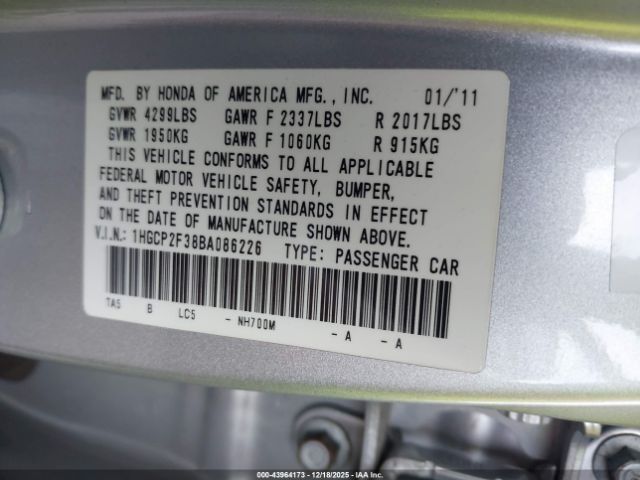 MFD. BY HONDA OF AMERICA MFG., INC. 01/'11
GVWR 4299LBS GAWR F 2337LBS R 2017LBS
GVWR 1950KG GAWR F 1060KG R 915KG
THIS VEHICLE CONFORMS TO ALL APPLICABLE
FEDERAL MOTOR VEHICLE SAFETY, BUMPER,
AND THEFT PREVENTION STANDARDS IN EFFECT
ON THE DATE OF MANUFACTURE SHOWN ABOVE.
V.I.N.: 1HGCP2F38BA086226 TYPE: PASSENGER CAR
TA5 B LC5 - NH700M - A - A
000-43964173 • 12/18/2025 • IAA